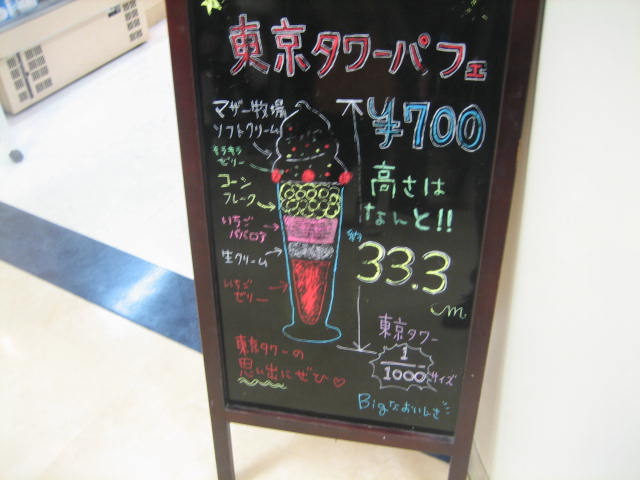 東京タワーパフェ
¥700
マザー牧場
ソフトクリーム
キラキラ
ゼリー
コーン
フレーク
いちご
ババロア
生クリーム
いちご
ゼリー
高さは
なんと!!
約
33.3
cm
東京タワー
1
1000サイズ
東京タワーの
思い出にぜひ♡
Bigなおいしさ